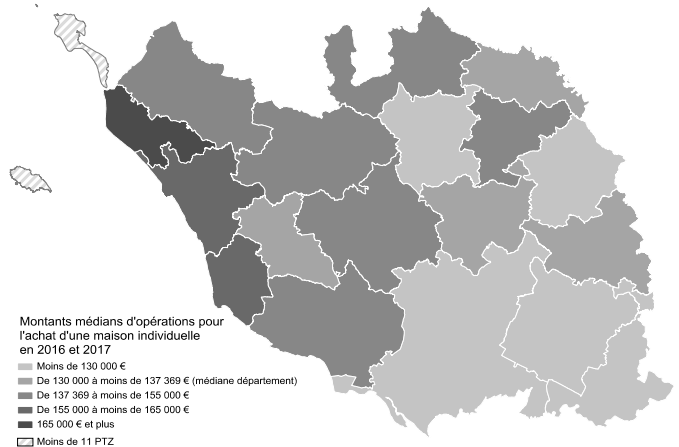 Montants médians d'opérations pour
l'achat d'une maison individuelle
en 2016 et 2017
Moins de 130 000 €
De 130 000 à moins de 137 369 € (médiane département)
De 137 369 à moins de 155 000 €
De 155 000 à moins de 165 000 €
165 000 € et plus
Moins de 11 PTZ